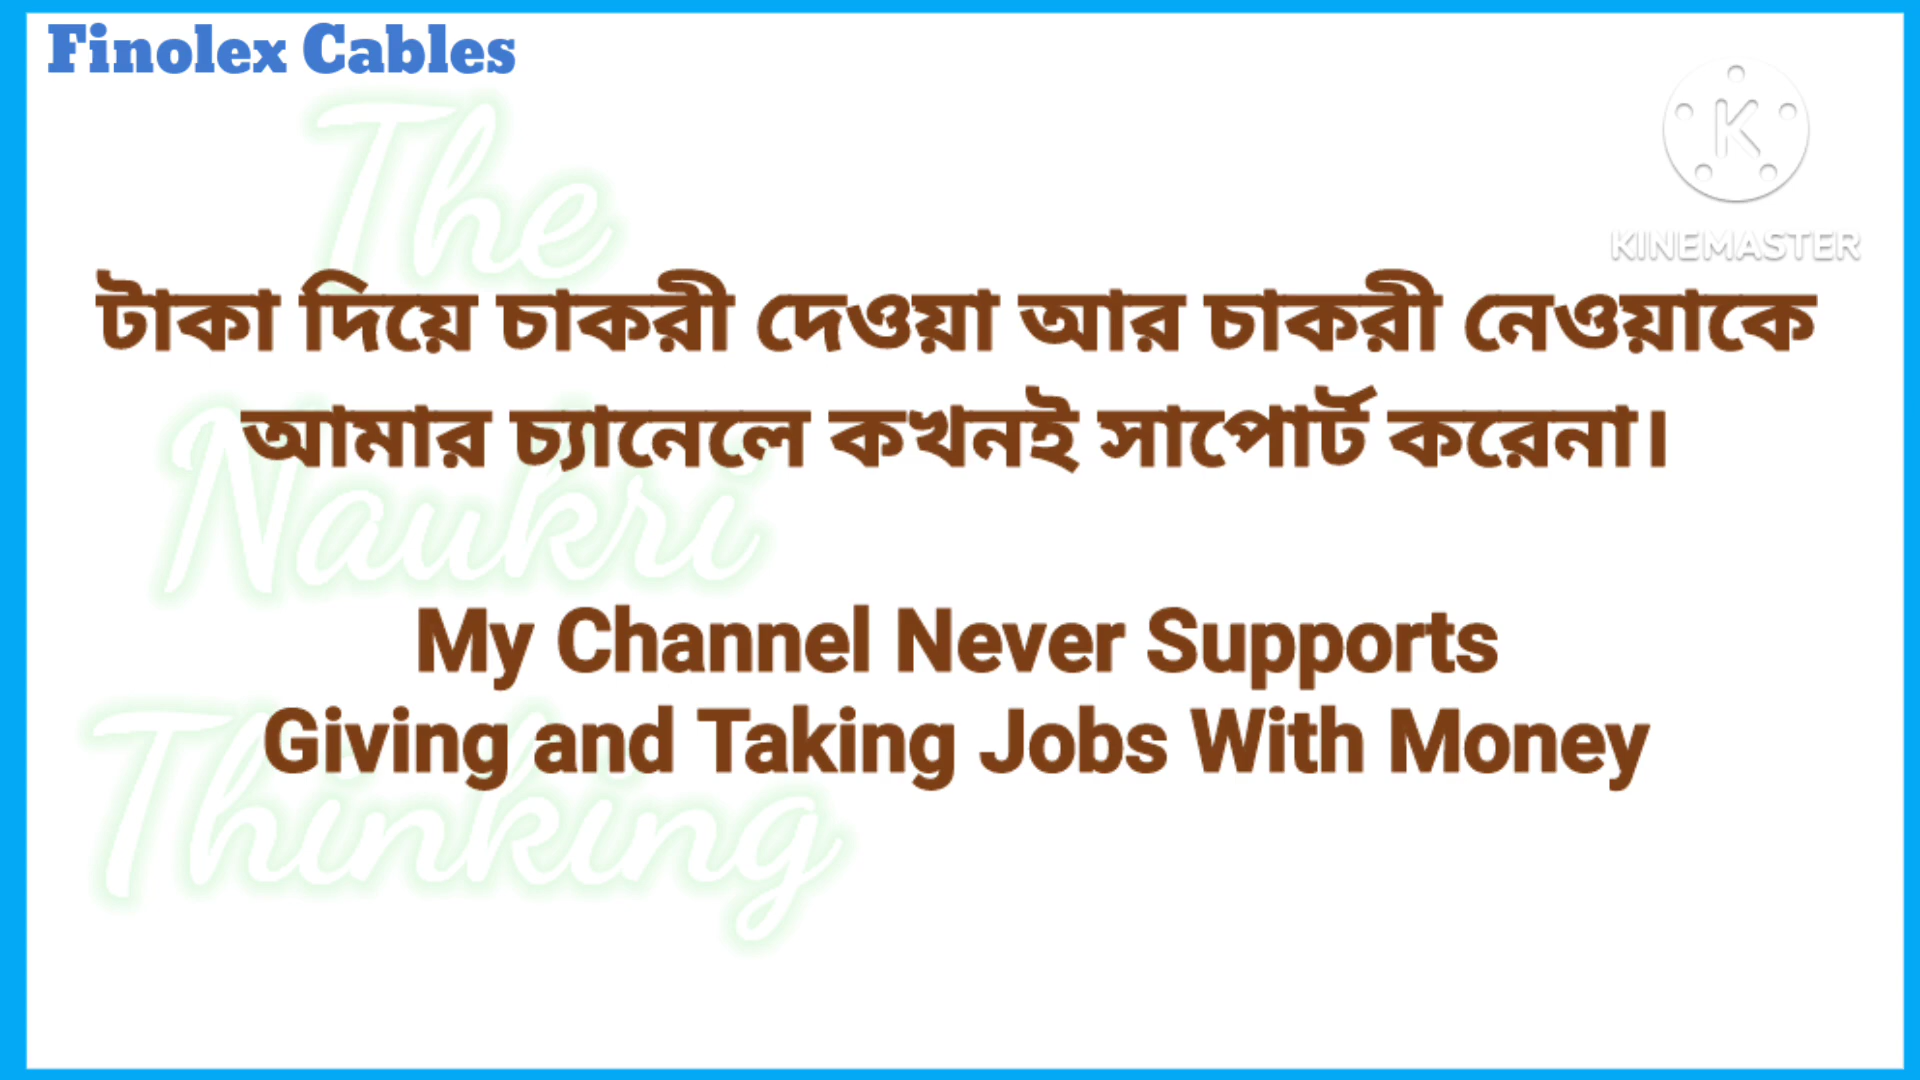 Finolex Cables
The
K
KINEMASTER
টাকা দিয়ে চাকরী দেওয়া আর চাকরী নেওয়াকে
আমার চ্যানেলে কখনই সাপোর্ট করেনা।
Naukri
My Channel Never Supports
Giving and Taking Jobs With Money
Thinking